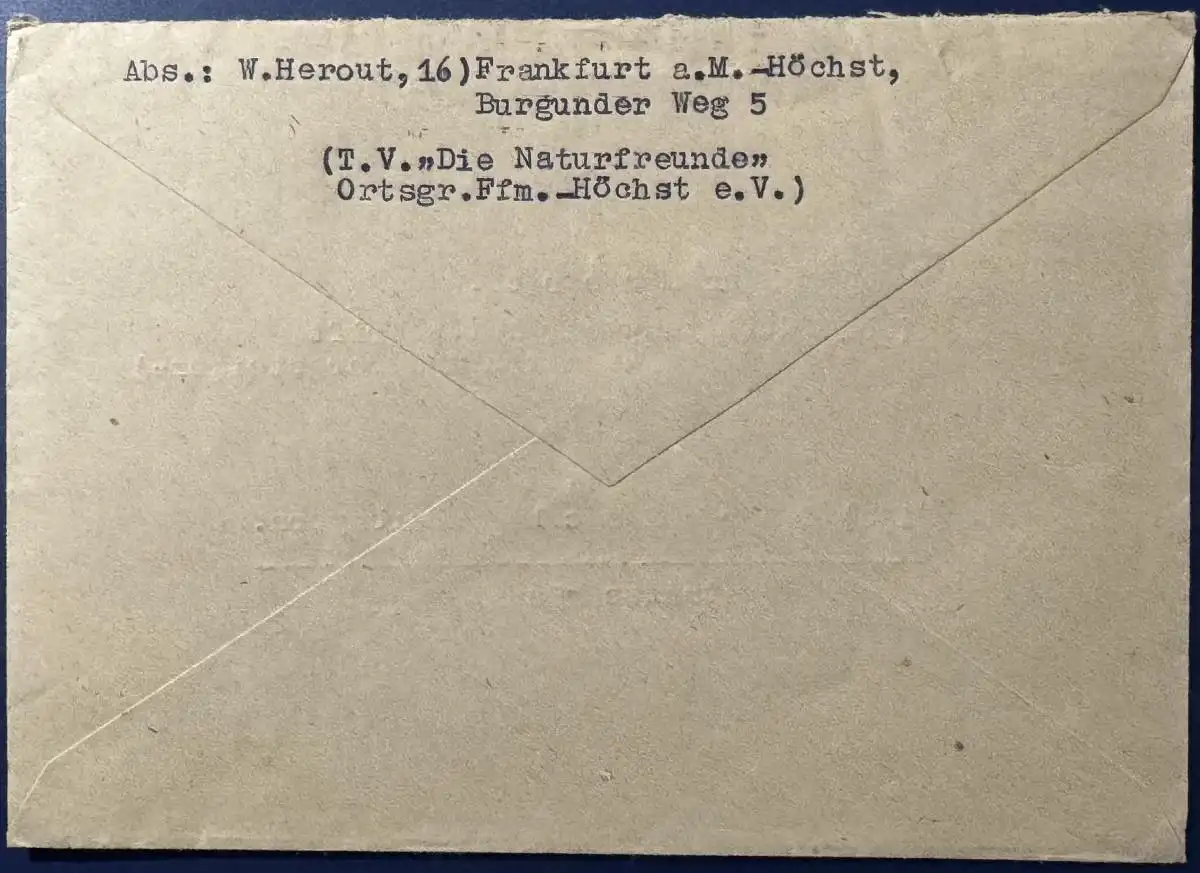 Abs.: W.Herout, 16)Frankfurt a.M.-Höchst,
Burgunder Weg 5
(T.V.„Die Naturfreunde„
Ortsgr.Ffm.-Höchst e.V.)